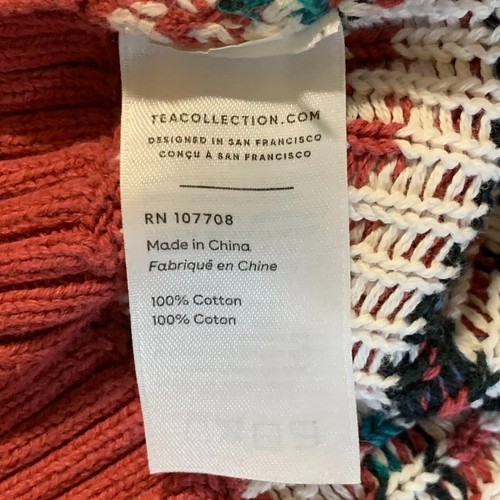 TEACOLLECTION.COM
DESIGNED IN SAN FRANCISCO
CONÇU À SAN FRANCISCO
RN 107708
Made in China
Fabriqué en Chine
100% Cotton
100% Coton